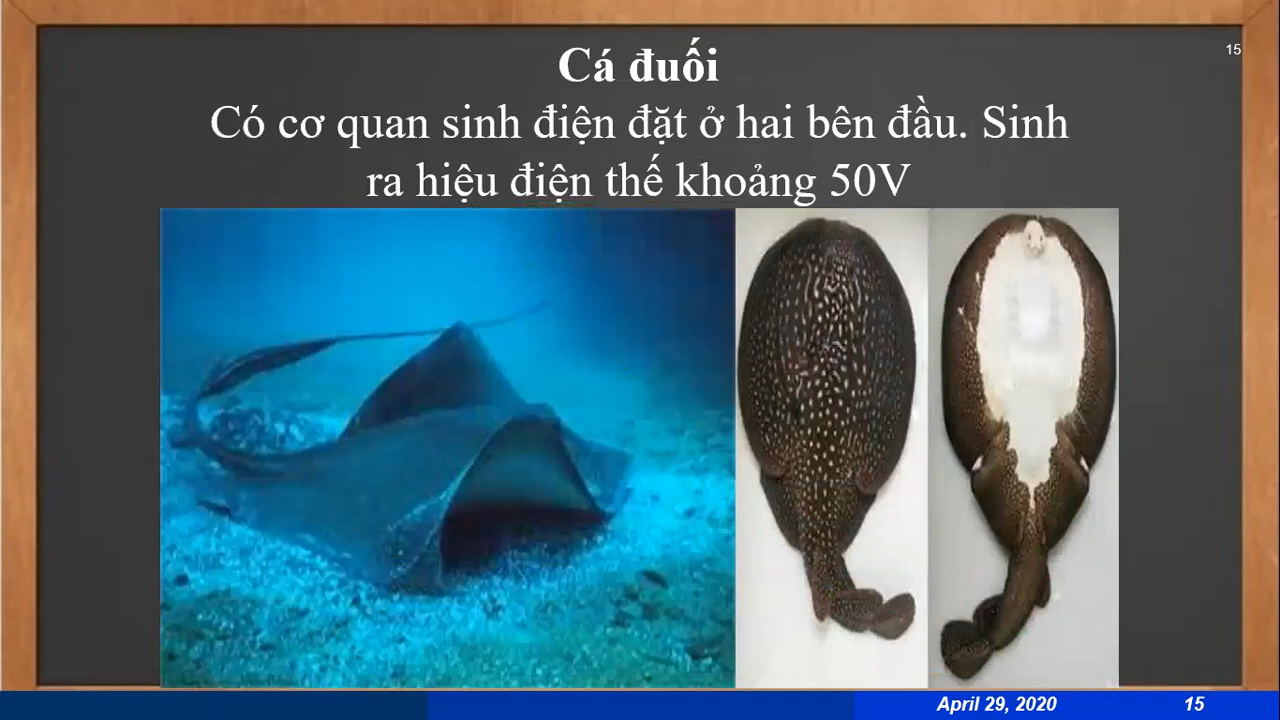 15
Cá đuối
Có cơ quan sinh điện đặt ở hai bên đầu. Sinh
ra hiệu điện thế khoảng 50V
April 29, 2020
15